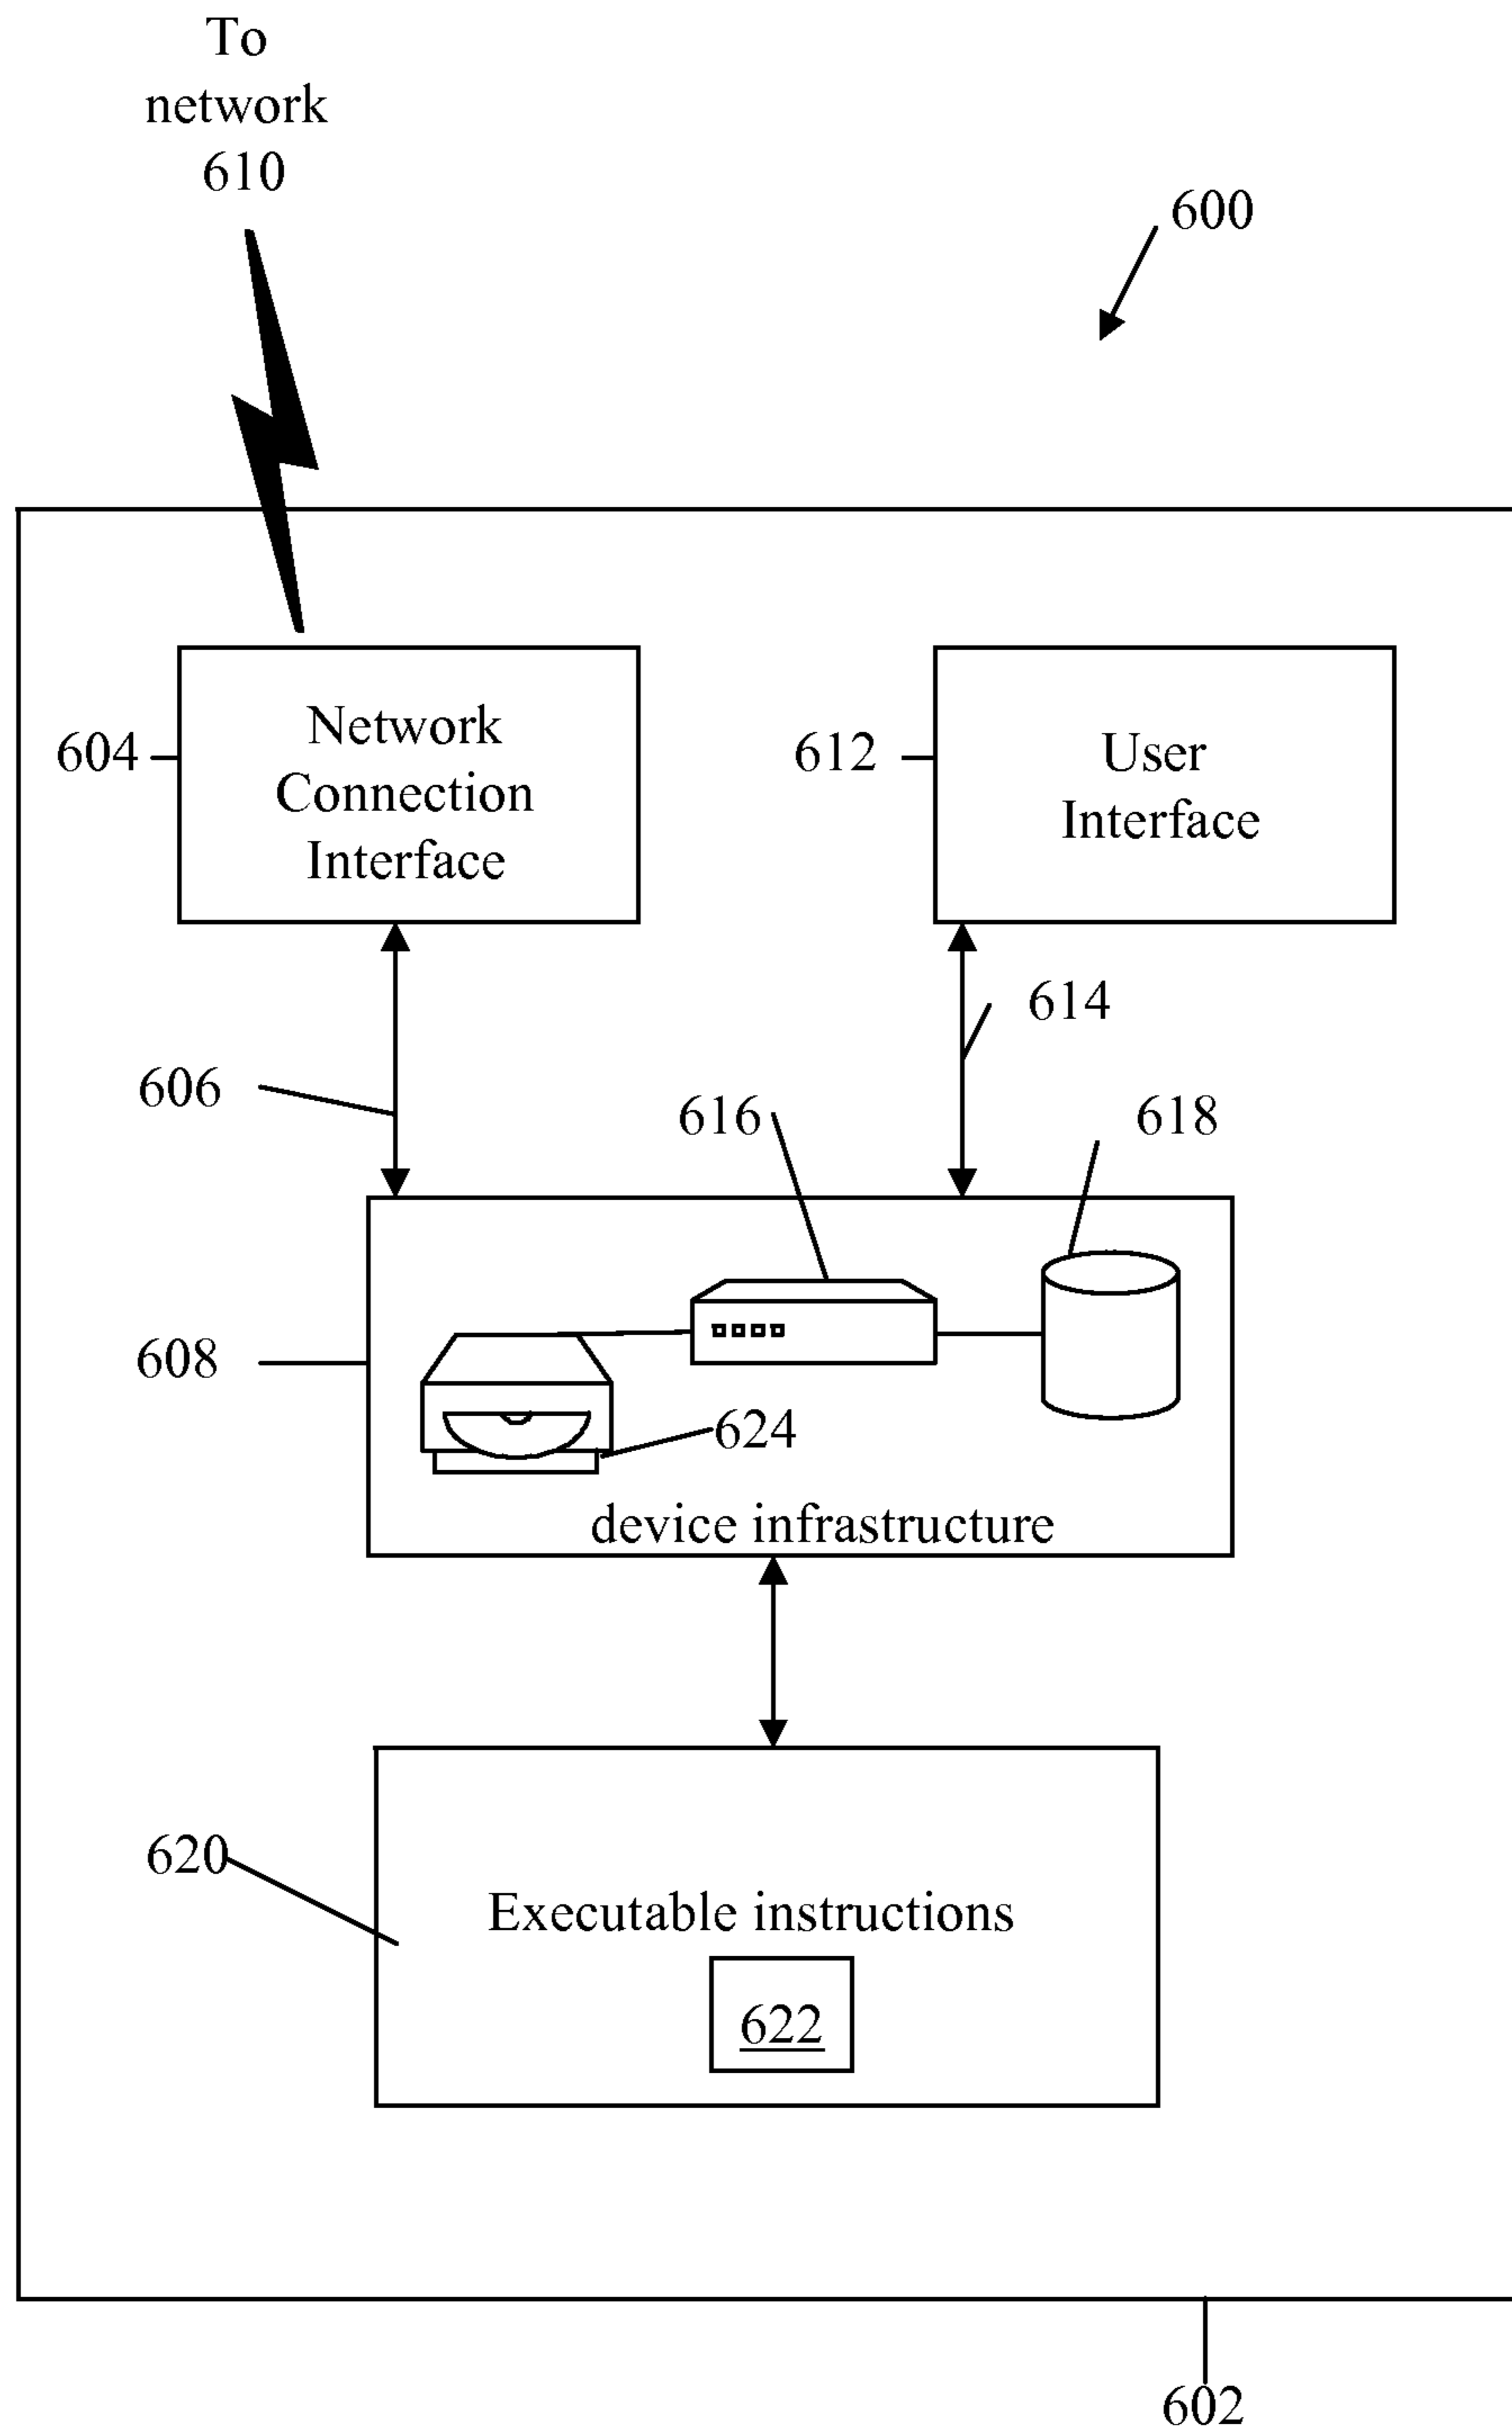 To
network
610
600
604
Network
Connection
Interface
612
User
Interface
614
606
616
618
608
624
device infrastructure
620
Executable instructions
622
602